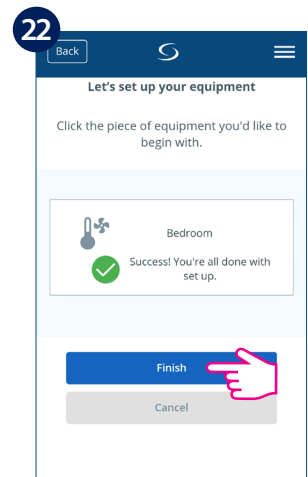 22
Back
Let's set up your equipment
Click the piece of equipment you'd like to
begin with.
Bedroom
Success! You're all done with
set up.
Finish
Cancel